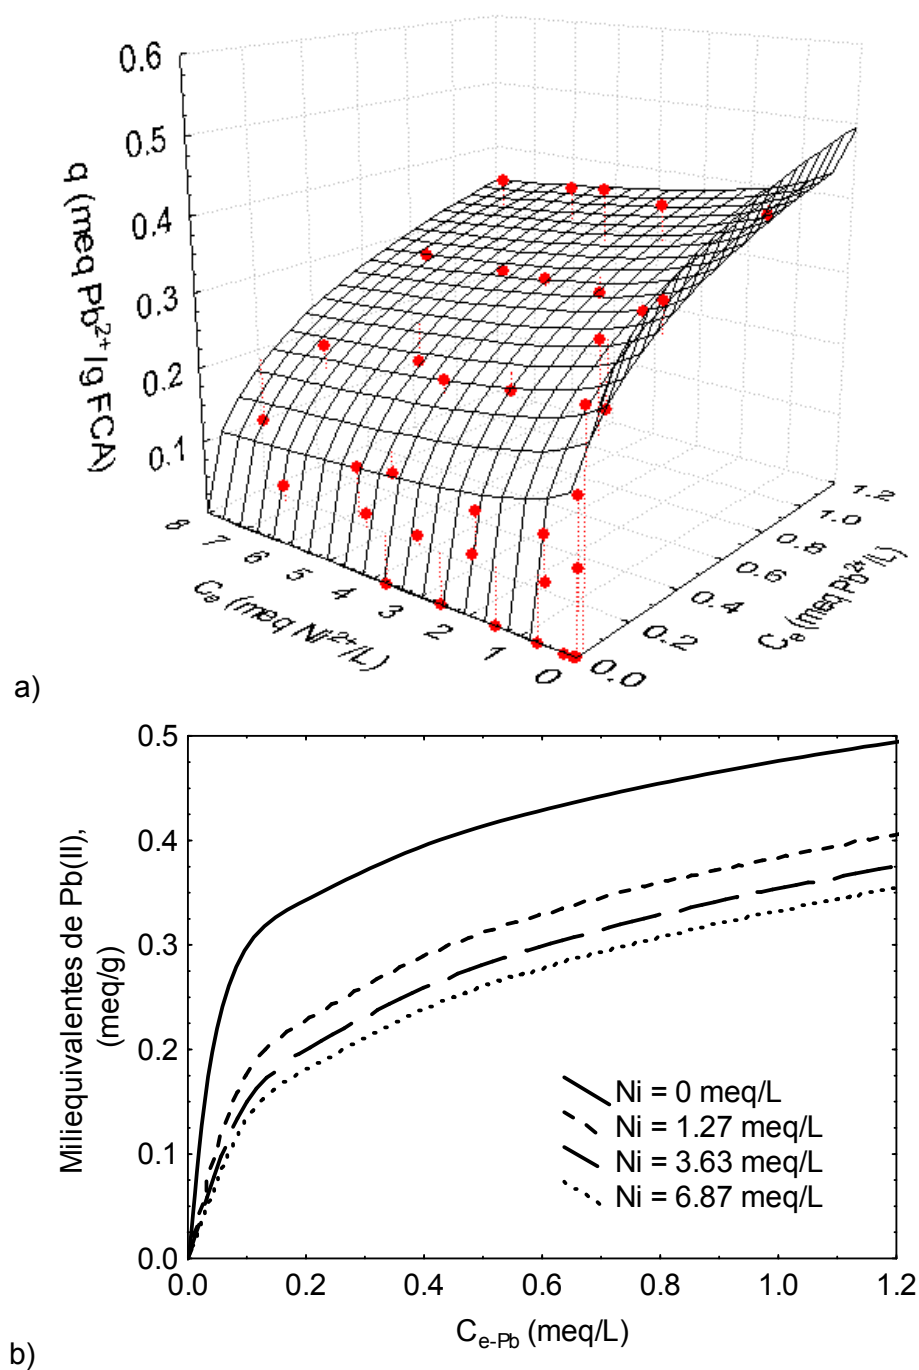 0.6
0.5
0.4
0.3
0.2
0.1
q (meq Pb2+/g FCA)
8
7
6
5
4
3
2
1
0
Ce (meq Ni2+/L)
0.0
0.2
0.4
0.6
0.8
1.0
1.2
Ce (meq Pb2+/L)
a)
0.5
0.4
0.3
0.2
0.1
0.0
Miliequivalentes de Pb(II),
(meq/g)
Ni = 0 meq/L
Ni = 1.27 meq/L
Ni = 3.63 meq/L
Ni = 6.87 meq/L
0.0 0.2 0.4 0.6 0.8 1.0 1.2
Ce-Pb (meq/L)
b)